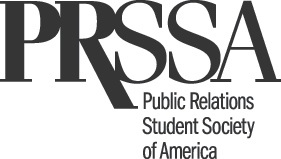 PRSSA
Public Relations
Student Society
of America